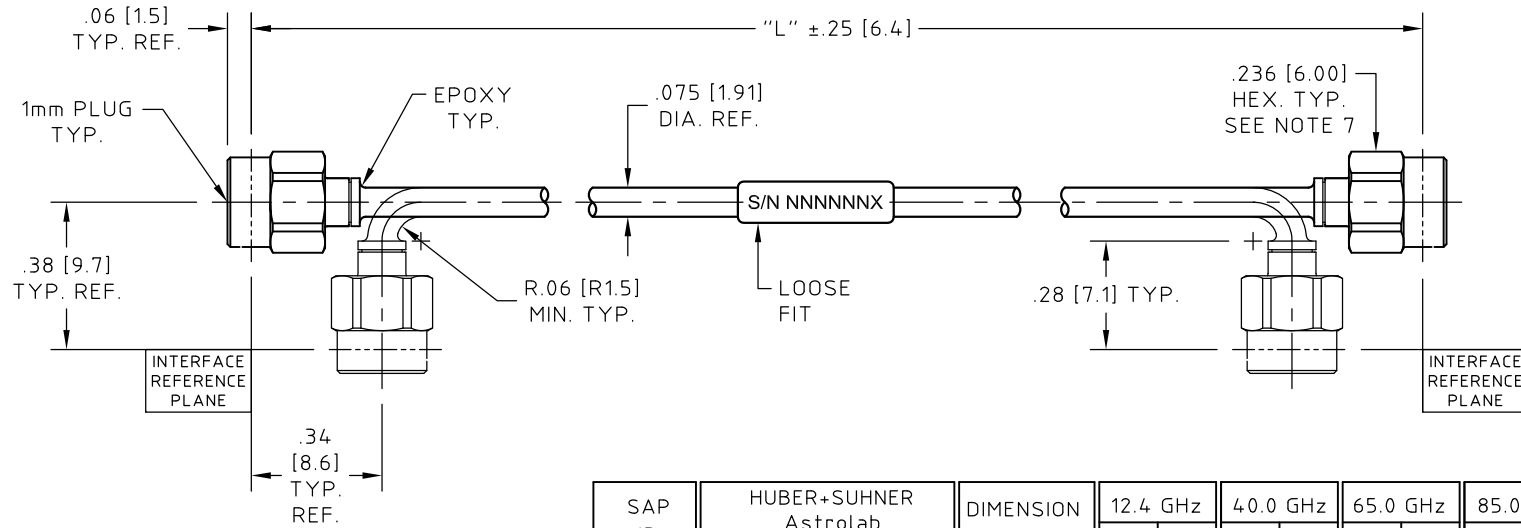 .06 [1.5]
TYP. REF.
"L" ±.25 [6.4]
1mm PLUG
TYP.
EPOXY
TYP.
.075 [1.91]
DIA. REF.
.236 [6.00]
HEX. TYP.
SEE NOTE 7
S/N NNNNNNX
.38 [9.7]
TYP. REF.
R.06 [R1.5]
MIN. TYP.
LOOSE
FIT
.28 [7.1] TYP.
INTERFACE
REFERENCE
PLANE
INTERFACE
REFERENCE
PLANE
.34
[8.6]
TYP.
REF.
SAP
HUBER+SUHNER
Astrolab
DIMENSION
12.4 GHz
40.0 GHz
65.0 GHz
85.0